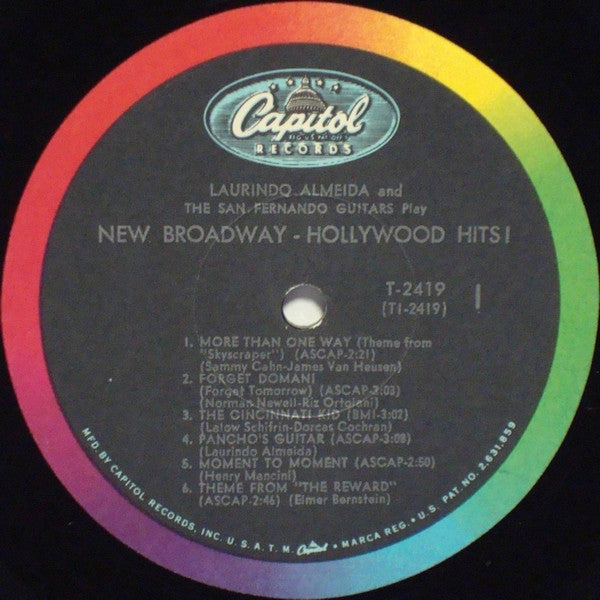 Capitol
RECORDS
LAURINDO ALMEIDA and
THE SAN FERNANDO GUITARS Play
NEW BROADWAY - HOLLYWOOD HITS!
T-2419
1
(T1-2419)
1. MORE THAN ONE WAY (Theme from
"Skyscraper") (ASCAP-2:21)
(Sammy Cahn-James Van Heusen)
2. FORGET DOMANI
(Forget Tomorrow) (ASCAP-2:03)
(Norman Newell-Riz Ortolani)
3. THE CINCINNATI KID (BMI-3:02)
(Lalow Schifrin-Dorcas Cochran)
4. PANCHO'S GUITAR (ASCAP-3:08)
(Laurindo Almeida)
5. MOMENT TO MOMENT (ASCAP-2:50)
(Henry Mancini)
6. THEME FROM "THE REWARD"
(ASCAP-2:46) (Elmer Bernstein)
MFD. BY CAPITOL RECORDS, INC. U.S.A. T.M. Capitol • MARCA REG. • U.S. PAT. NO. 2,631,859